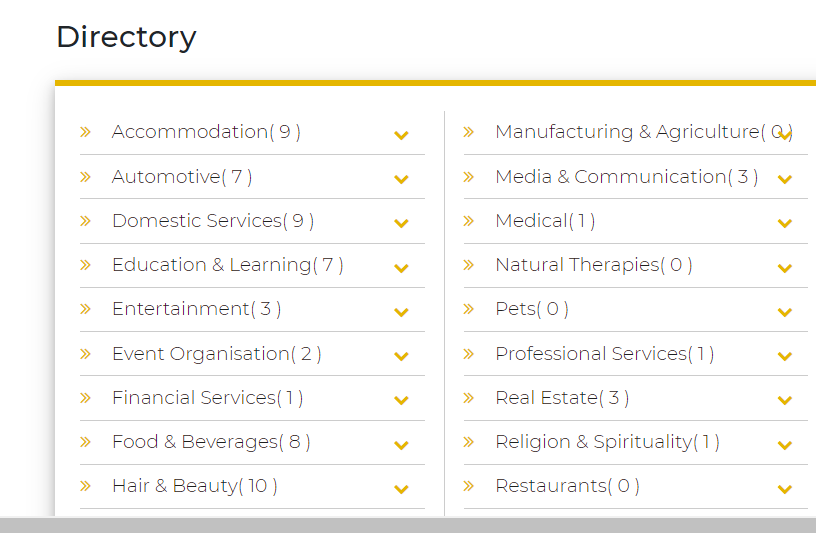 Directory
Accommodation( 9 )
Automotive( 7 )
Domestic Services( 9 )
Education & Learning( 7 )
Entertainment( 3 )
Event Organisation( 2 )
Financial Services( 1 )
Food & Beverages( 8 )
Hair & Beauty( 10 )
Manufacturing & Agriculture( 0 )
Media & Communication( 3 )
Medical( 1 )
Natural Therapies( 0 )
Pets( 0 )
Professional Services( 1 )
Real Estate( 3 )
Religion & Spirituality( 1 )
Restaurants( 0 )